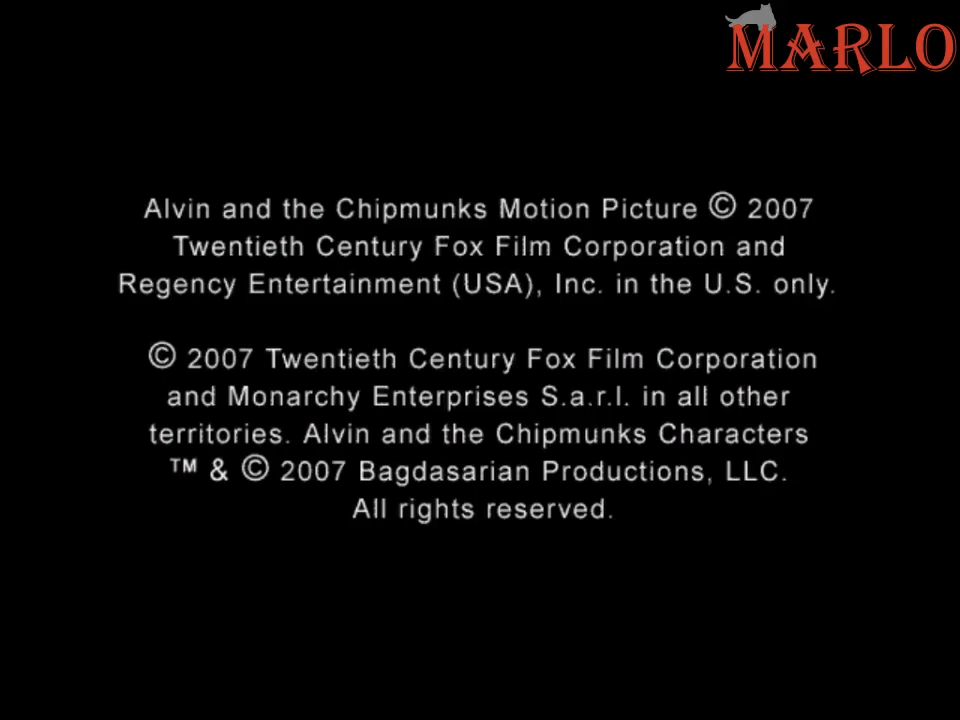 MARLO
Alvin and the Chipmunks Motion Picture © 2007
Twentieth Century Fox Film Corporation and
Regency Entertainment (USA), Inc. in the U.S. only.
© 2007 Twentieth Century Fox Film Corporation
and Monarchy Enterprises S.a.r.l. in all other
territories. Alvin and the Chipmunks Characters
™ & © 2007 Bagdasarian Productions, LLC.
All rights reserved.